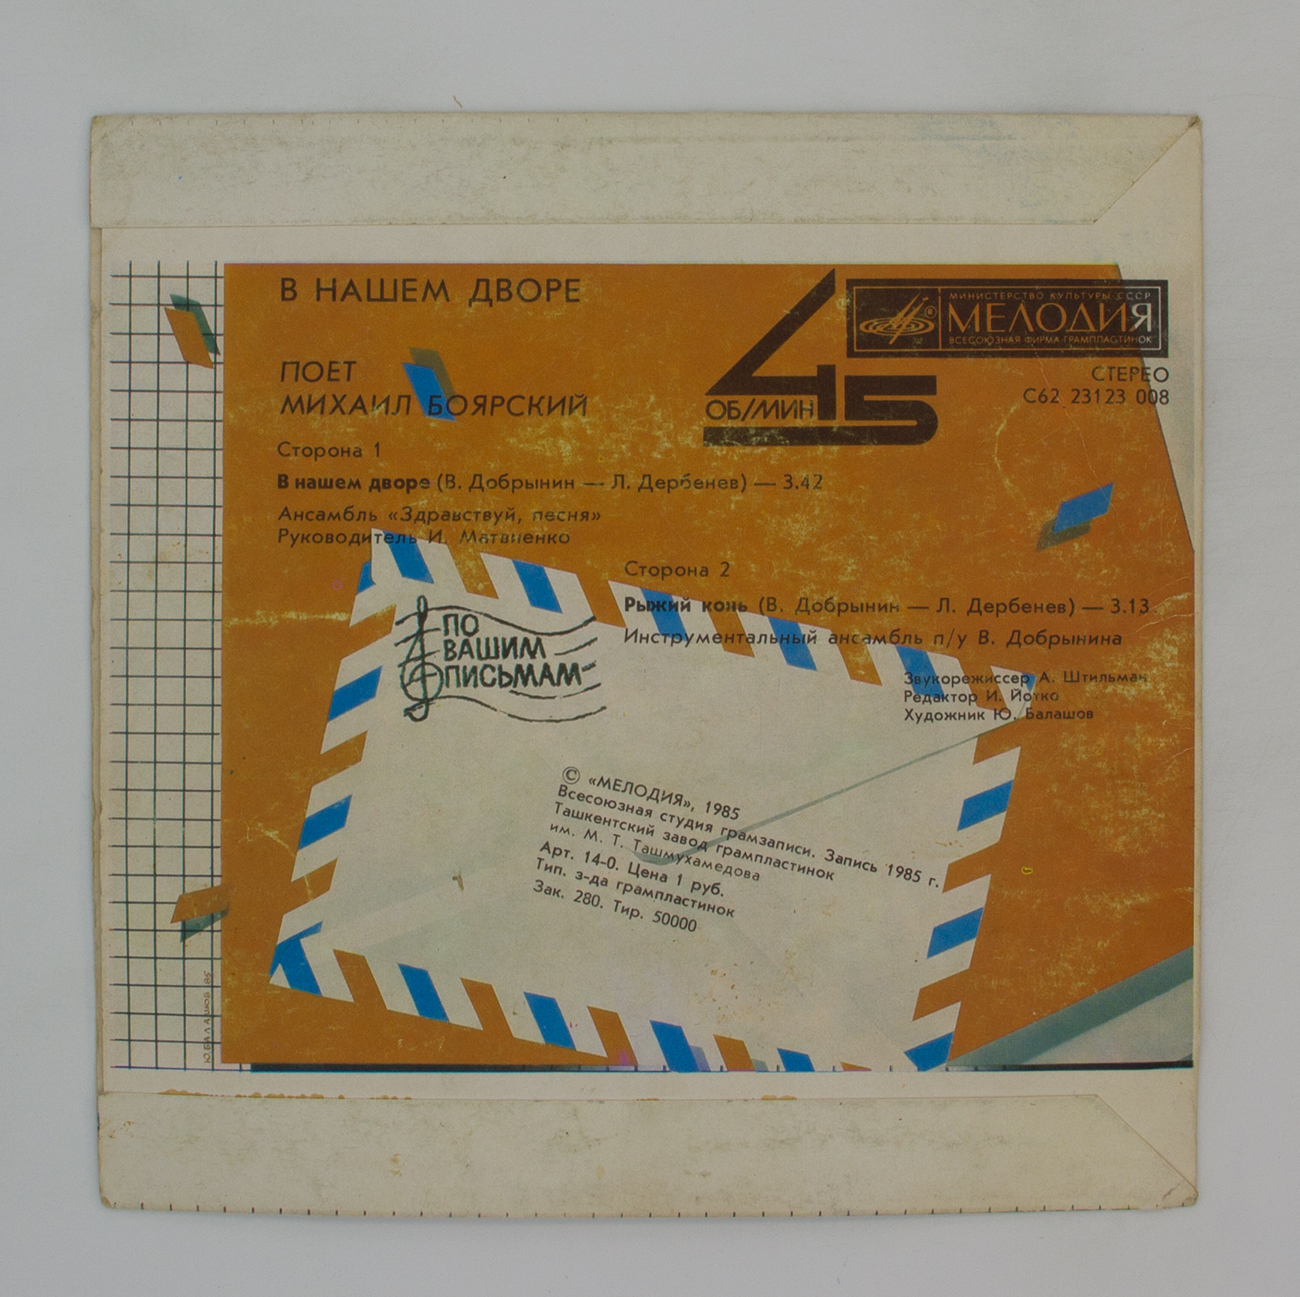 В НАШЕМ ДВОРЕ
45
ОБ/МИН
МИНИСТЕРСТВО КУЛЬТУРЫ СССР
МЕЛОДИЯ
ВСЕСОЮЗНАЯ ФИРМА ГРАМПЛАСТИНОК
СТЕРЕО
С62 23123 008
ПОЕТ
МИХАИЛ БОЯРСКИЙ
Сторона 1
В нашем дворе (В. Добрынин — Л. Дербенев) — 3.42
Ансамбль «Здравствуй, песня»
Руководитель И. Матвиенко
Сторона 2
Рыжий конь (В. Добрынин — Л. Дербенев) — 3.13
Инструментальный ансамбль п/у В. Добрынина
Звукорежиссер А. Штильман
Редактор И. Йотко
Художник Ю. Балашов
ПО
ВАШИМ
ПИСЬМАМ
© «МЕЛОДИЯ», 1985
Всесоюзная студия грамзаписи. Запись 1985 г.
Ташкентский завод грампластинок
им. М. Т. Ташмухамедова
Арт. 14-0. Цена 1 руб.
Тип. з-да грампластинок
Зак. 280. Тир. 50000
Ю. БАЛАШОВ 85